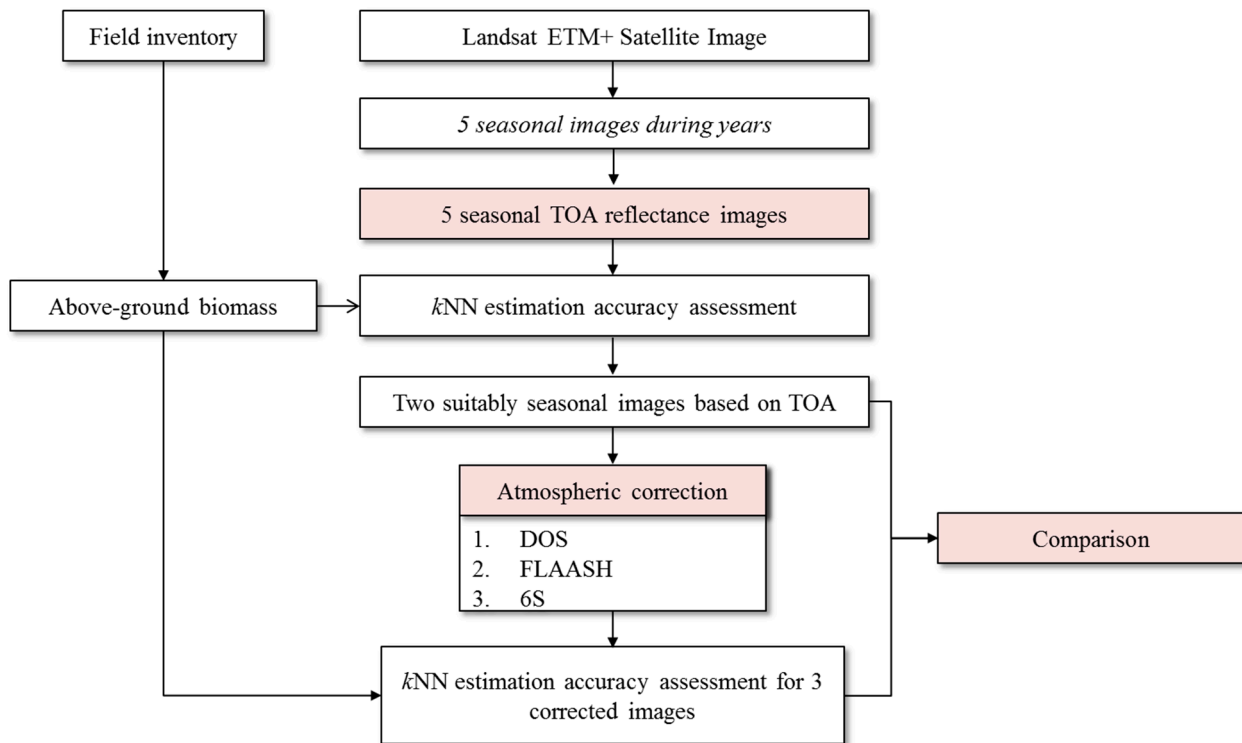 Field inventory
Landsat ETM+ Satellite Image
5 seasonal images during years
5 seasonal TOA reflectance images
Above-ground biomass
kNN estimation accuracy assessment
Two suitably seasonal images based on TOA
Atmospheric correction
1. DOS
2. FLAASH
3. 6S
Comparison
kNN estimation accuracy assessment for 3
corrected images